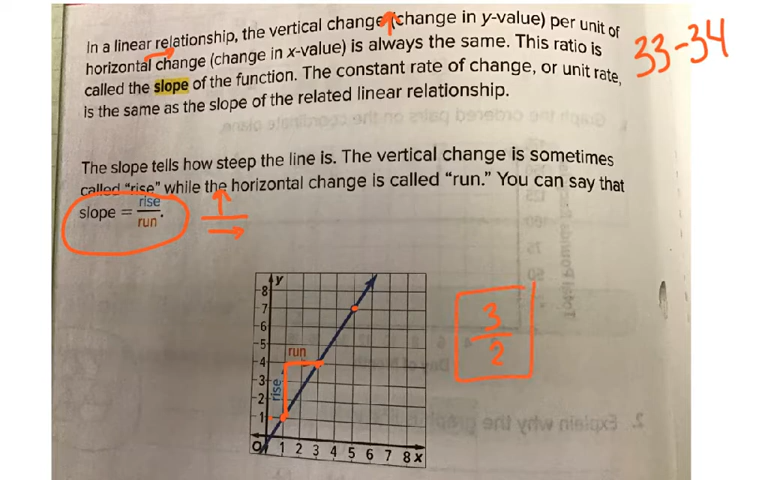 In a linear relationship, the vertical change (change in y-value) per unit of
horizontal change (change in x-value) is always the same. This ratio is
called the slope of the function. The constant rate of change, or unit rate,
is the same as the slope of the related linear relationship.
33-34
The slope tells how steep the line is. The vertical change is sometimes
called "rise" while the horizontal change is called "run." You can say that
slope = rise/run.
y
8
7
6
5
4
3
2
1
run
rise
O 1 2 3 4 5 6 7 8 x
3
2